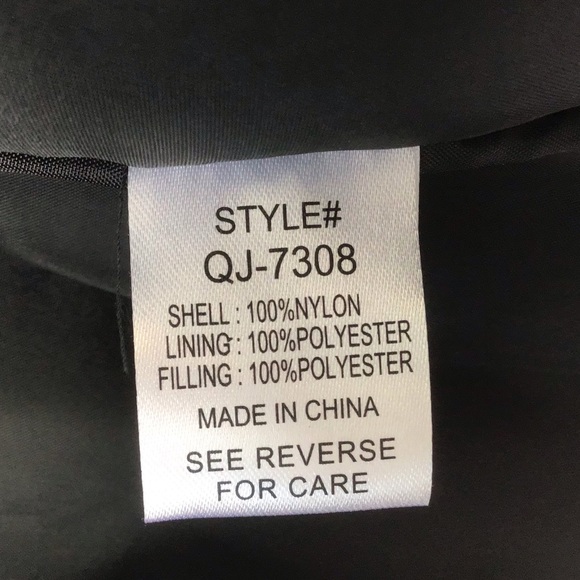 STYLE#
QJ-7308
SHELL : 100%NYLON
LINING : 100%POLYESTER
FILLING : 100%POLYESTER
MADE IN CHINA
SEE REVERSE
FOR CARE